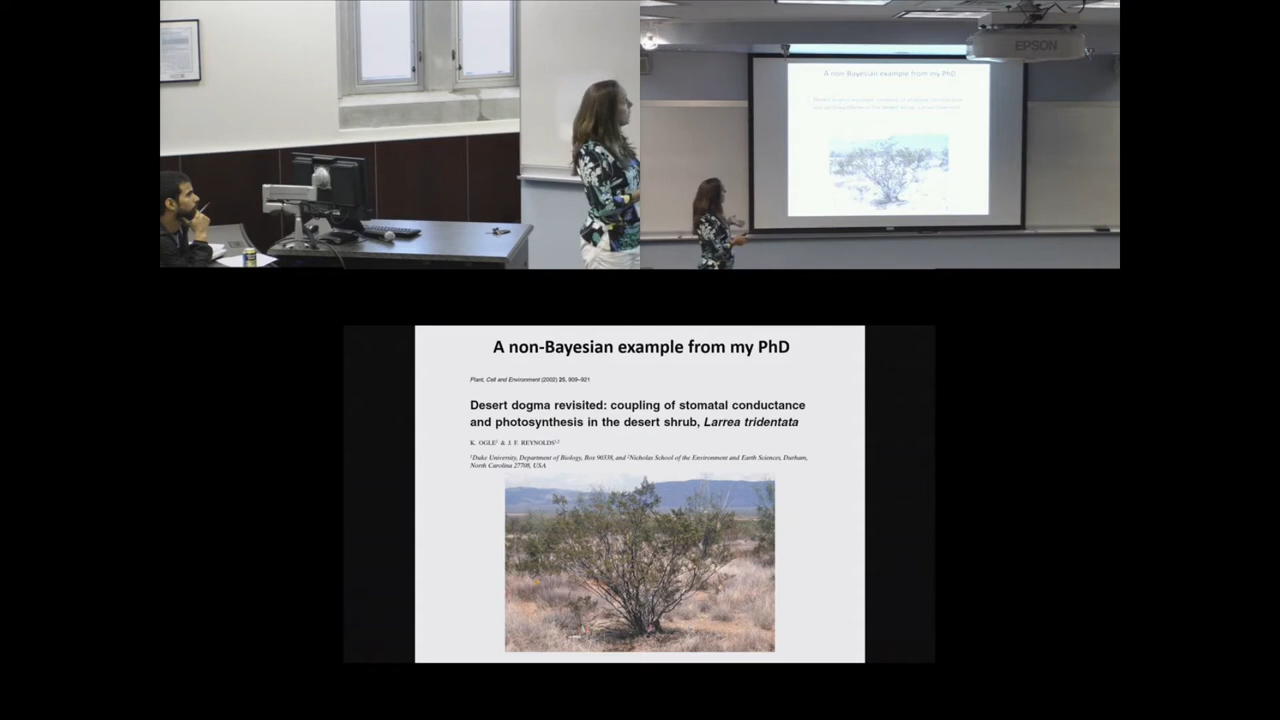 EPSON
A non-Bayesian example from my PhD
A non-Bayesian example from my PhD
Plant, Cell and Environment (2002) 25, 909–921
Desert dogma revisited: coupling of stomatal conductance
and photosynthesis in the desert shrub, Larrea tridentata
K. OGLE¹ & J. F. REYNOLDS¹,²
¹Duke University, Department of Biology, Box 90338, and ²Nicholas School of the Environment and Earth Sciences, Durham,
North Carolina 27708, USA